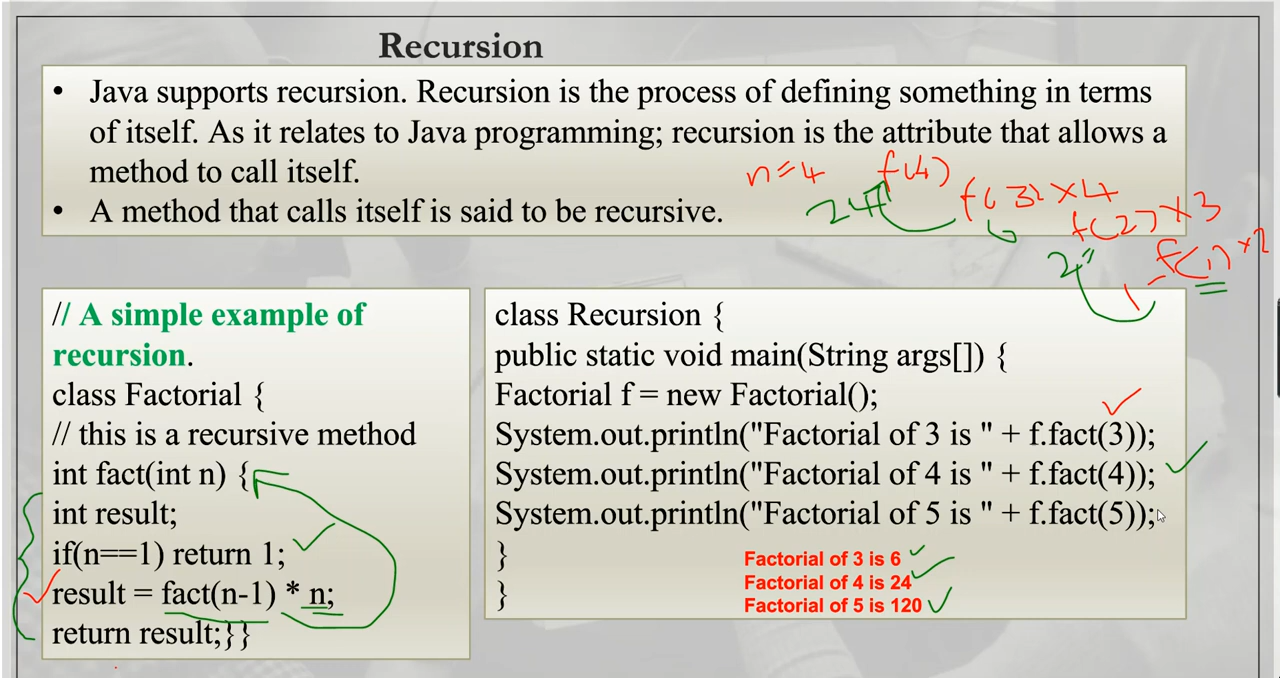 Recursion
• Java supports recursion. Recursion is the process of defining something in terms
of itself. As it relates to Java programming; recursion is the attribute that allows a
method to call itself.
• A method that calls itself is said to be recursive.
n=4 f(4)
24 f(3)×4
6 f(2)×3
2 f(1)×2
1
// A simple example of
recursion.
class Factorial {
// this is a recursive method
int fact(int n) {
int result;
if(n==1) return 1;
result = fact(n-1) * n;
return result;}}
class Recursion {
public static void main(String args[]) {
Factorial f = new Factorial();
System.out.println("Factorial of 3 is " + f.fact(3));
System.out.println("Factorial of 4 is " + f.fact(4));
System.out.println("Factorial of 5 is " + f.fact(5));
}
}
Factorial of 3 is 6
Factorial of 4 is 24
Factorial of 5 is 120